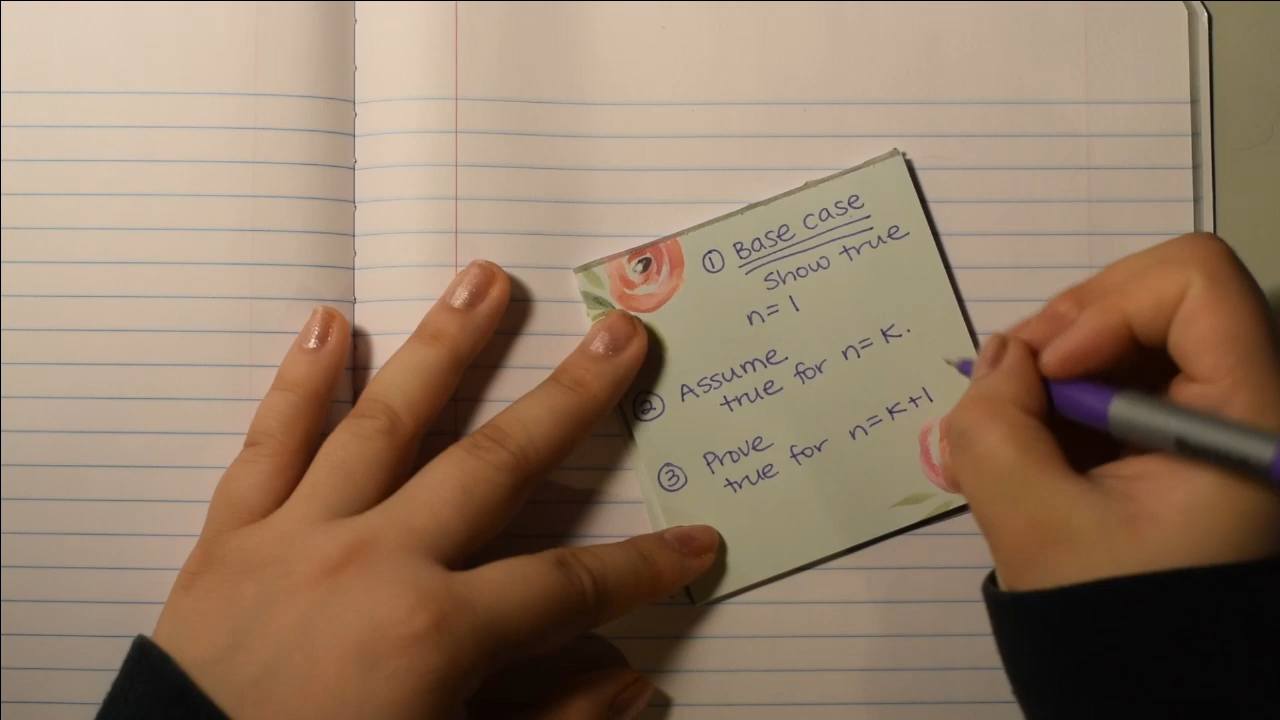 ① Base case
show true
n=1
② Assume
true for n=K.
③ Prove
true for n=K+1